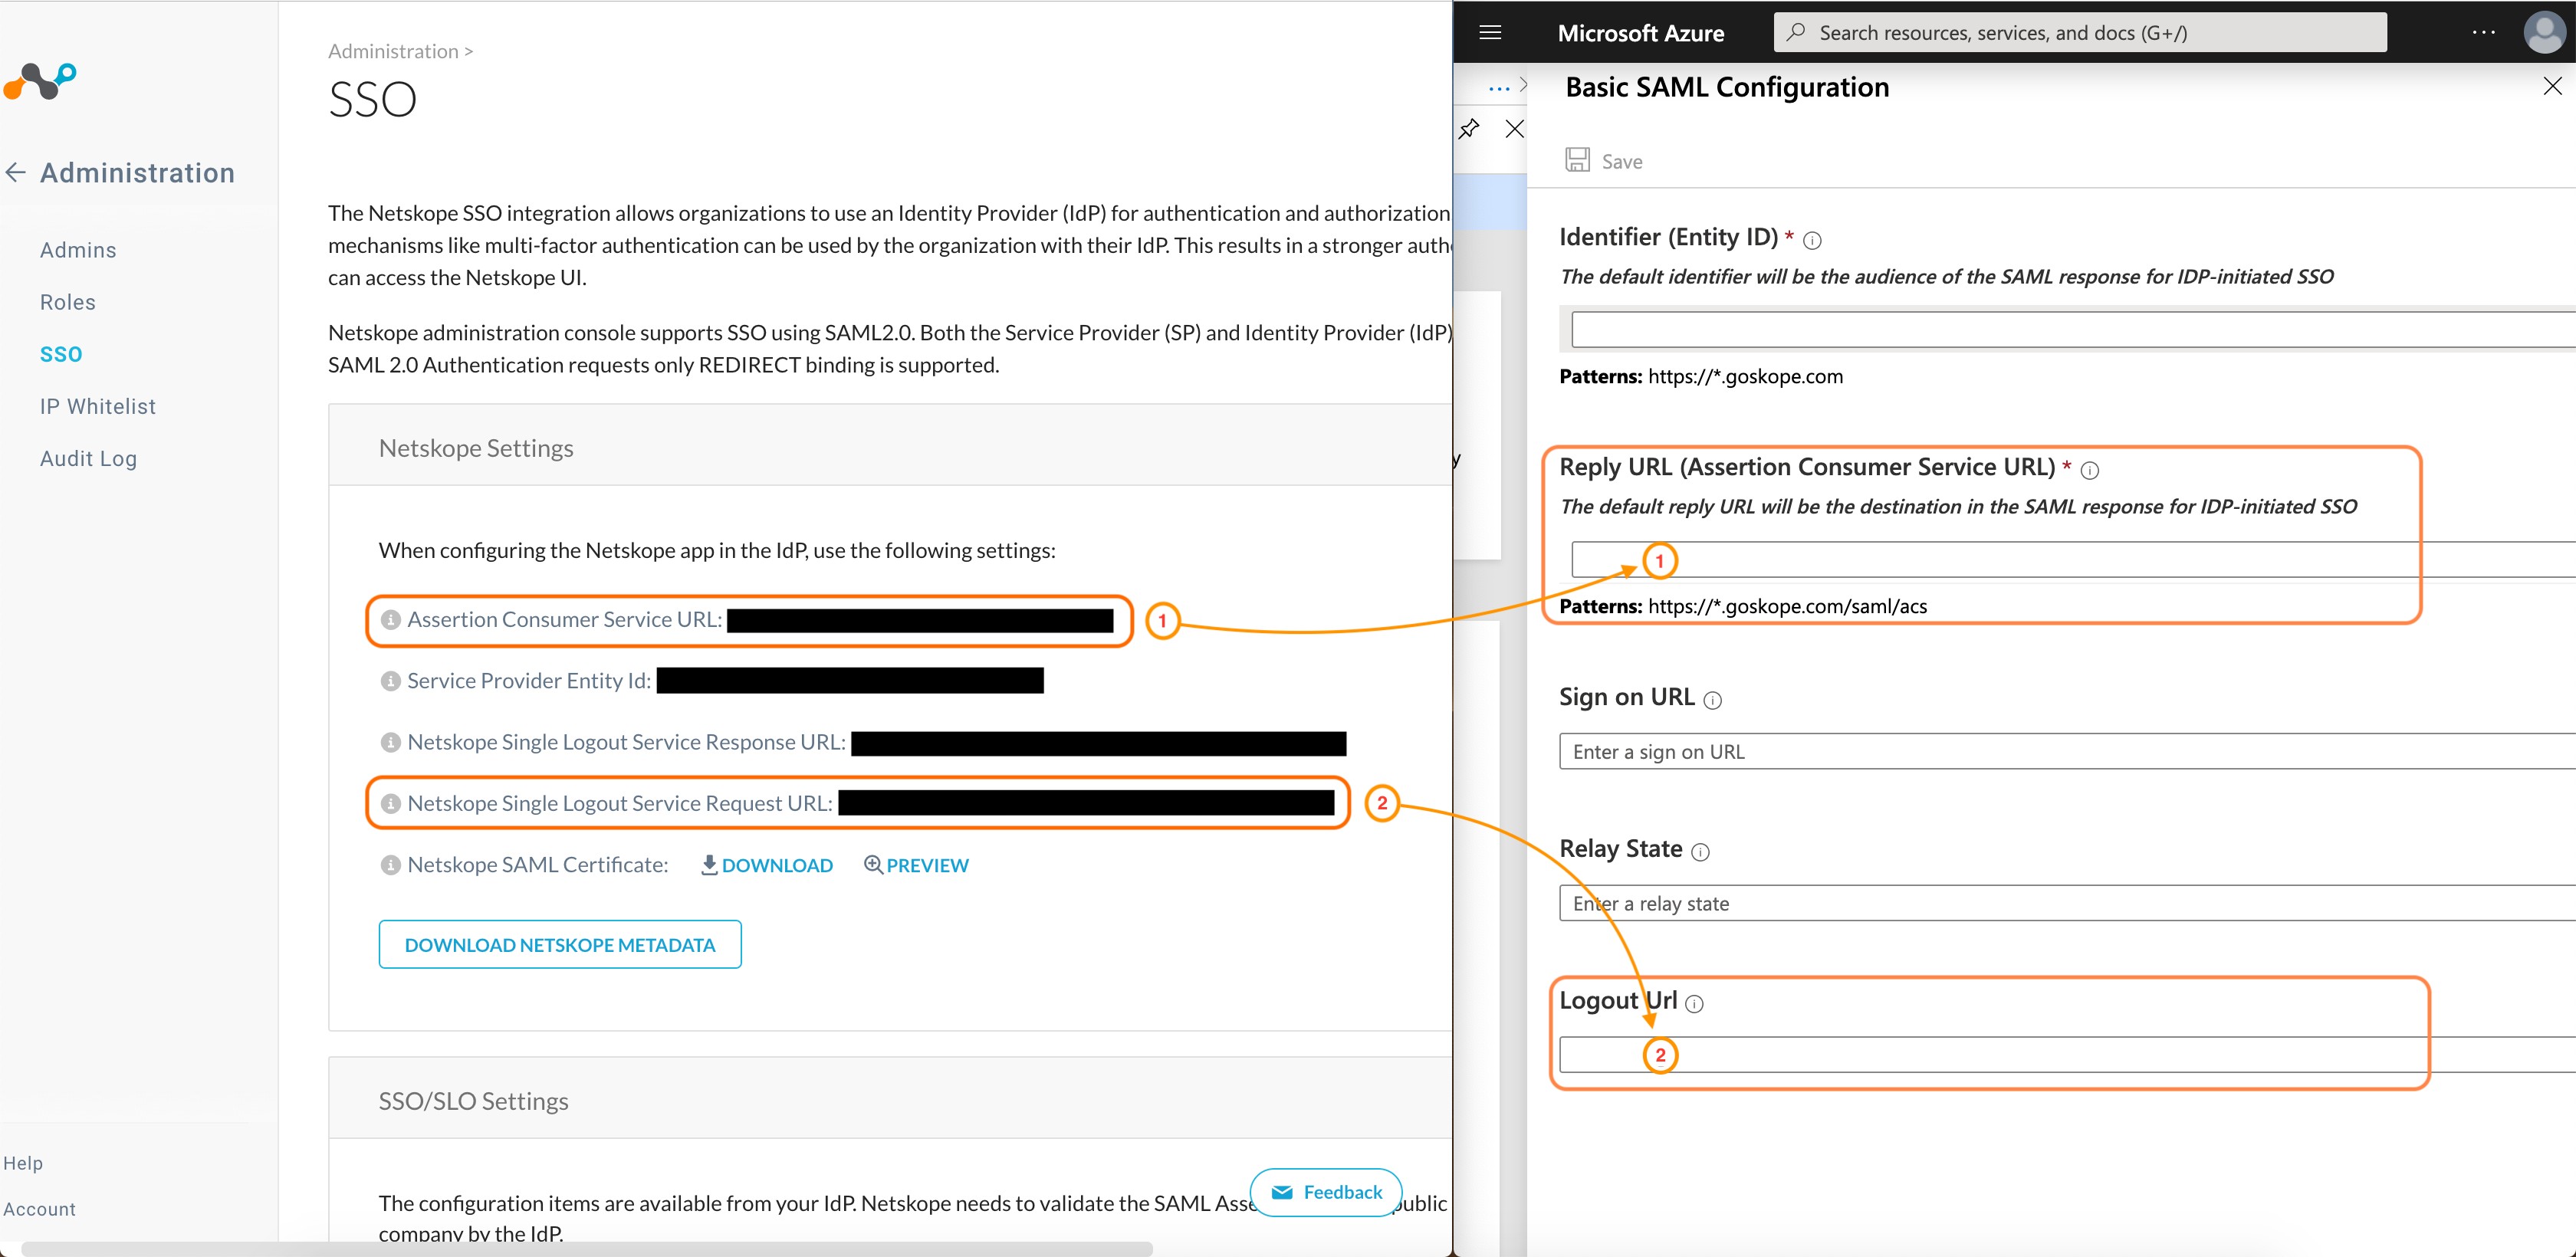 Administration
Admins
Roles
SSO
IP Whitelist
Audit Log
Help
Account
Administration >
SSO
The Netskope SSO integration allows organizations to use an Identity Provider (IdP) for authentication and authorization
mechanisms like multi-factor authentication can be used by the organization with their IdP. This results in a stronger auth
can access the Netskope UI.
Netskope administration console supports SSO using SAML2.0. Both the Service Provider (SP) and Identity Provider (IdP)
SAML 2.0 Authentication requests only REDIRECT binding is supported.
Netskope Settings
When configuring the Netskope app in the IdP, use the following settings:
Assertion Consumer Service URL:
1
Service Provider Entity Id:
Netskope Single Logout Service Response URL:
Netskope Single Logout Service Request URL:
2
Netskope SAML Certificate: DOWNLOAD PREVIEW
DOWNLOAD NETSKOPE METADATA
SSO/SLO Settings
The configuration items are available from your IdP. Netskope needs to validate the SAML Asse
company by the IdP.
Feedback
Microsoft Azure
Search resources, services, and docs (G+/)
...
Basic SAML Configuration
Save
Identifier (Entity ID) *
The default identifier will be the audience of the SAML response for IDP-initiated SSO
Patterns: https://*.goskope.com
y
Reply URL (Assertion Consumer Service URL) *
The default reply URL will be the destination in the SAML response for IDP-initiated SSO
1
Patterns: https://*.goskope.com/saml/acs
Sign on URL
Enter a sign on URL
Relay State
Enter a relay state
Logout Url
2